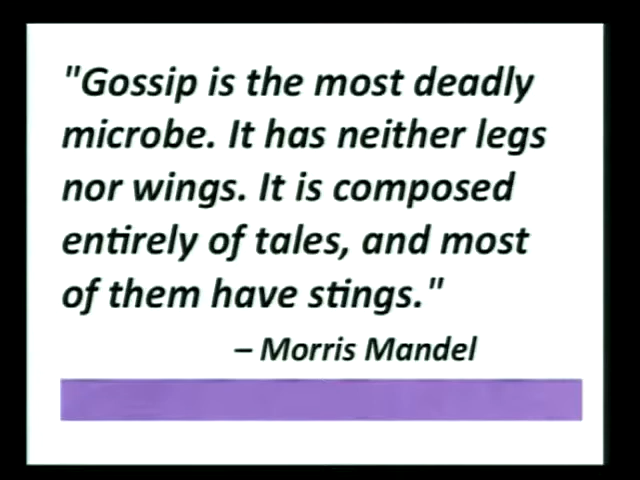 "Gossip is the most deadly
microbe. It has neither legs
nor wings. It is composed
entirely of tales, and most
of them have stings."
– Morris Mandel